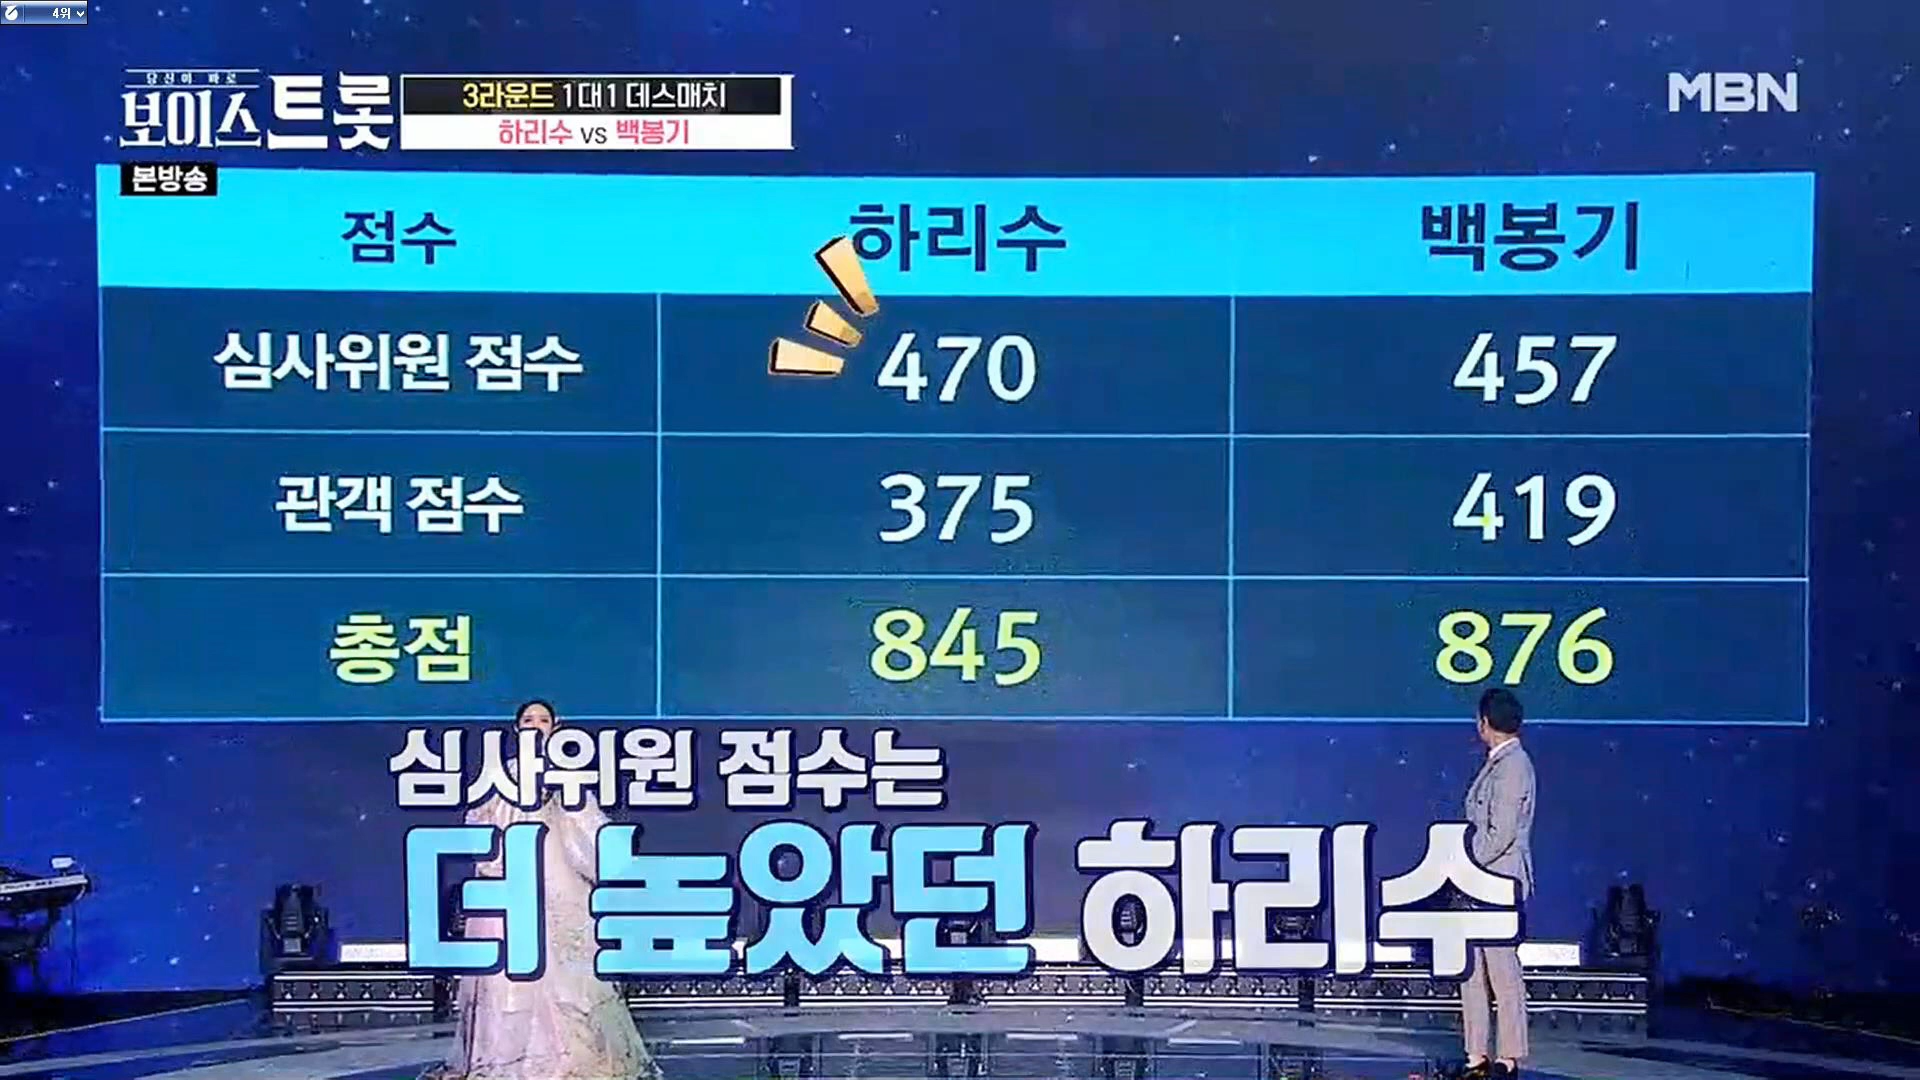 4위
당신이 바로
보이스트롯
3라운드 1대1 데스매치
하리수 vs 백봉기
MBN
본방송
점수 하리수 백봉기
심사위원 점수 470 457
관객 점수 375 419
총점 845 876
심사위원 점수는
더 높았던 하리수